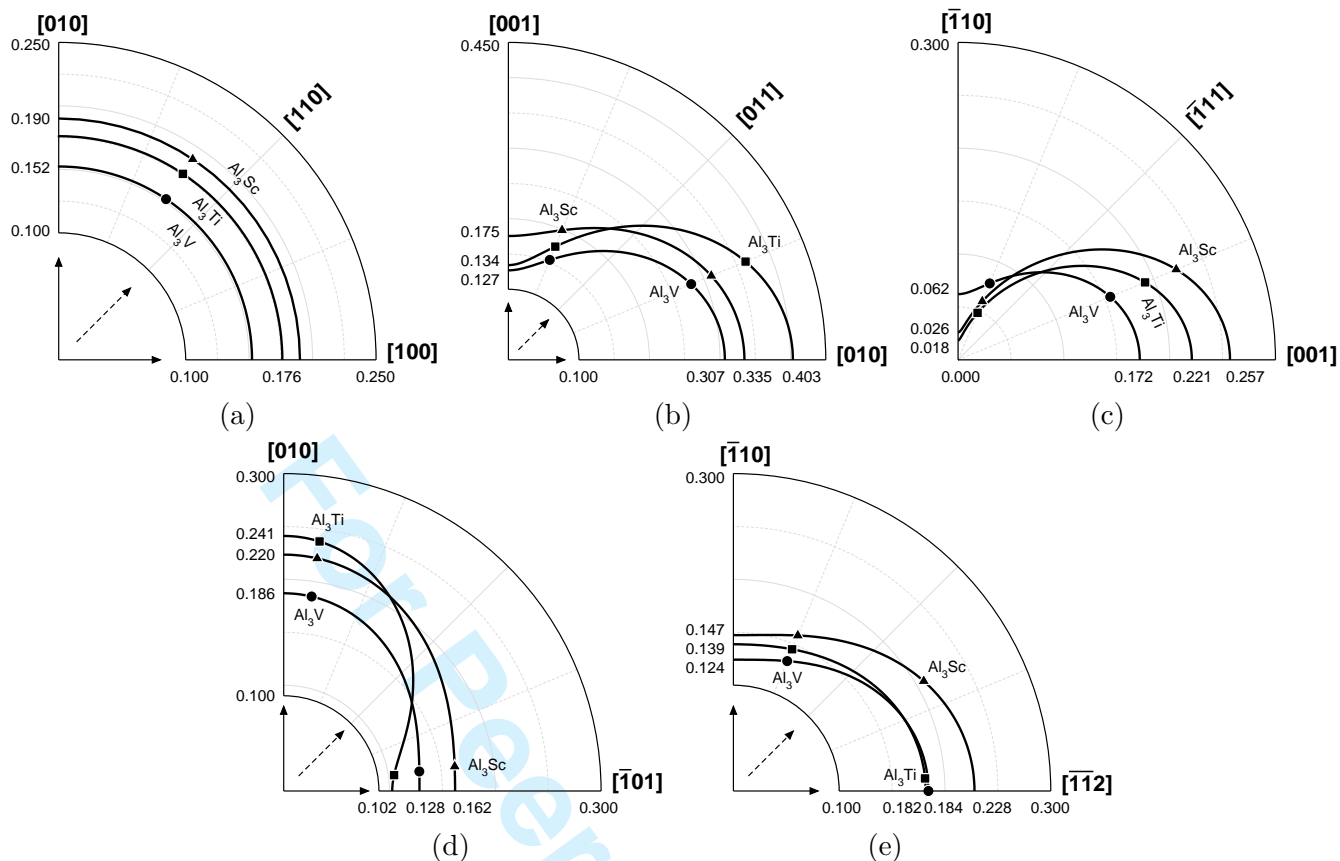 [010]
0.250
[110]
0.190
0.152
0.100
Al3Sc
Al3Ti
Al3V
[100]
0.100 0.176 0.250
(a)
[001]
0.450
[011]
Al3Sc
0.175
0.134
0.127
Al3Ti
Al3V
[010]
0.100 0.307 0.335 0.403
(b)
[1̅10]
0.300
[1̅11]
Al3Sc
0.062
0.026
0.018
Al3V
Al3Ti
[001]
0.000 0.172 0.221 0.257
(c)
[010]
0.300
0.241
0.220
0.186
0.100
Al3Ti
Al3V
Al3Sc
[1̅01]
0.102 0.128 0.162 0.300
(d)
[1̅10]
0.300
0.147
0.139
0.124
Al3V
Al3Sc
Al3Ti
[1̅1̅2]
0.100 0.182 0.184 0.228 0.300
(e)
For Peer